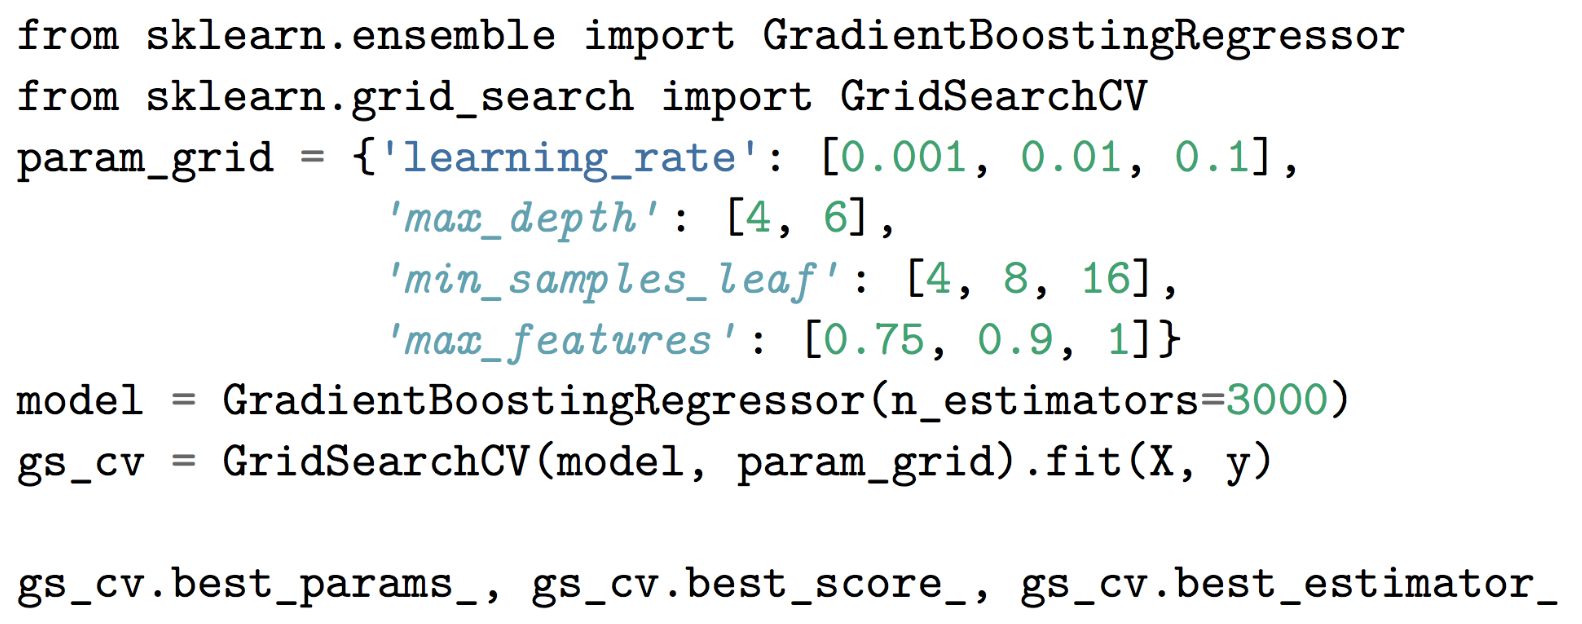 from sklearn.ensemble import GradientBoostingRegressor
from sklearn.grid_search import GridSearchCV
param_grid = {'learning_rate': [0.001, 0.01, 0.1],
              'max_depth': [4, 6],
              'min_samples_leaf': [4, 8, 16],
              'max_features': [0.75, 0.9, 1]}
model = GradientBoostingRegressor(n_estimators=3000)
gs_cv = GridSearchCV(model, param_grid).fit(X, y)
gs_cv.best_params_, gs_cv.best_score_, gs_cv.best_estimator_